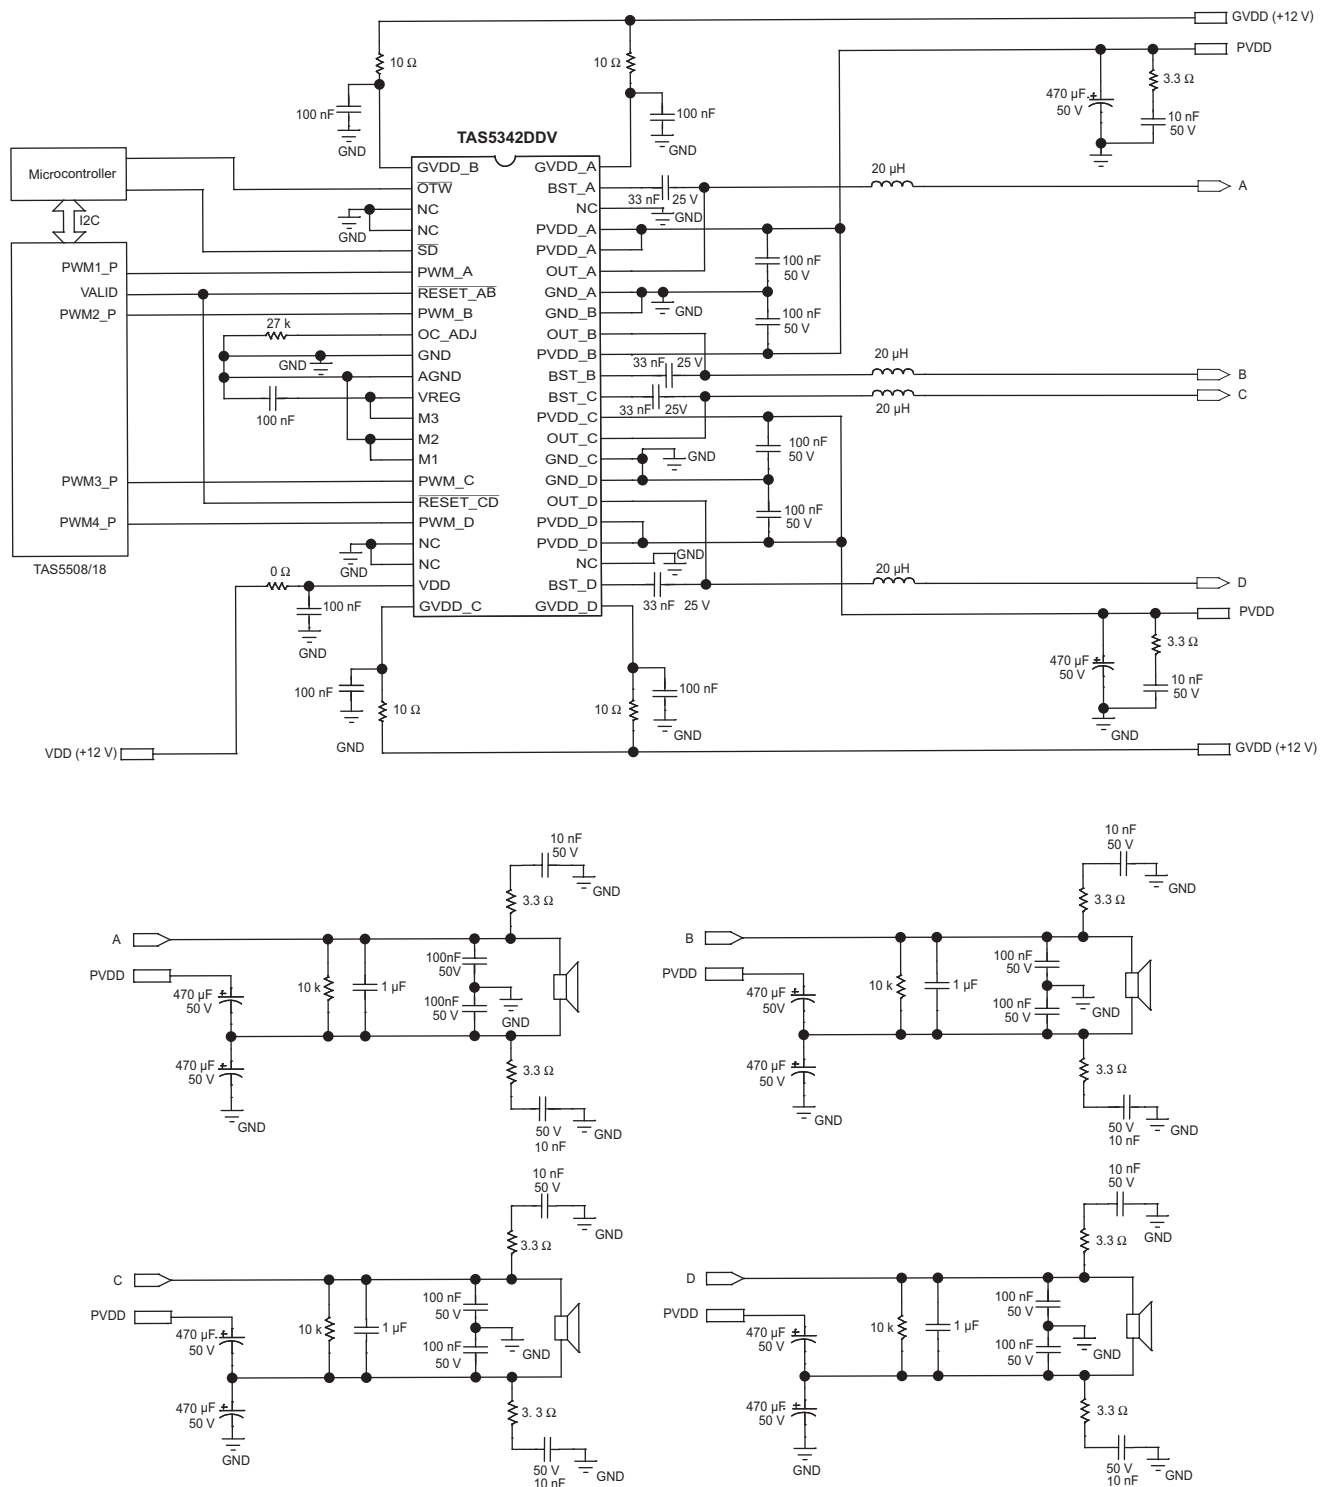 GVDD (+12 V)
PVDD
10 Ω
10 Ω
3.3 Ω
470 µF
50 V
10 nF
50 V
100 nF
GND
100 nF
GND
TAS5342DDV
Microcontroller
I2C
TAS5508/18
PWM1_P
VALID
PWM2_P
PWM3_P
PWM4_P
GVDD_B
OTW
NC
NC
SD
PWM_A
RESET_AB
PWM_B
OC_ADJ
GND
AGND
VREG
M3
M2
M1
PWM_C
RESET_CD
PWM_D
NC
NC
VDD
GVDD_C
GVDD_A
BST_A
NC
PVDD_A
PVDD_A
OUT_A
GND_A
GND_B
OUT_B
PVDD_B
BST_B
BST_C
PVDD_C
OUT_C
GND_C
GND_D
OUT_D
PVDD_D
PVDD_D
NC
BST_D
GVDD_D
GND
27 k
GND
100 nF
GND
0 Ω
100 nF
GND
33 nF 25 V
GND
20 µH
A
100 nF
50 V
GND
100 nF
50 V
33 nF 25 V
20 µH
B
33 nF 25V
20 µH
C
100 nF
50 V
GND
100 nF
50 V
GND
33 nF 25 V
20 µH
D
PVDD
3.3 Ω
470 µF
50 V
10 nF
50 V
GND
100 nF
GND
10 Ω
10 Ω
100 nF
GND
VDD (+12 V)
GVDD (+12 V)
10 nF
50 V
GND
3.3 Ω
A
PVDD
470 µF
50 V
10 k
1 µF
100nF
50V
100nF
50 V
GND
470 µF
50 V
GND
3.3 Ω
50 V
10 nF
GND
10 nF
50 V
GND
3.3 Ω
B
PVDD
470 µF
50V
10 k
1 µF
100 nF
50 V
100 nF
50 V
GND
470 µF
50 V
GND
3.3 Ω
50 V
10 nF
GND
10 nF
50 V
GND
3.3 Ω
C
PVDD
470 µF
50 V
10 k
1 µF
100 nF
50 V
100 nF
50 V
GND
470 µF
50 V
GND
3. 3 Ω
50 V
10 nF
GND
10 nF
50 V
GND
3.3 Ω
D
PVDD
470 µF
50 V
10 k
1 µF
100 nF
50 V
100 nF
50 V
GND
470 µF
50 V
GND
3.3 Ω
50 V
10 nF
GND